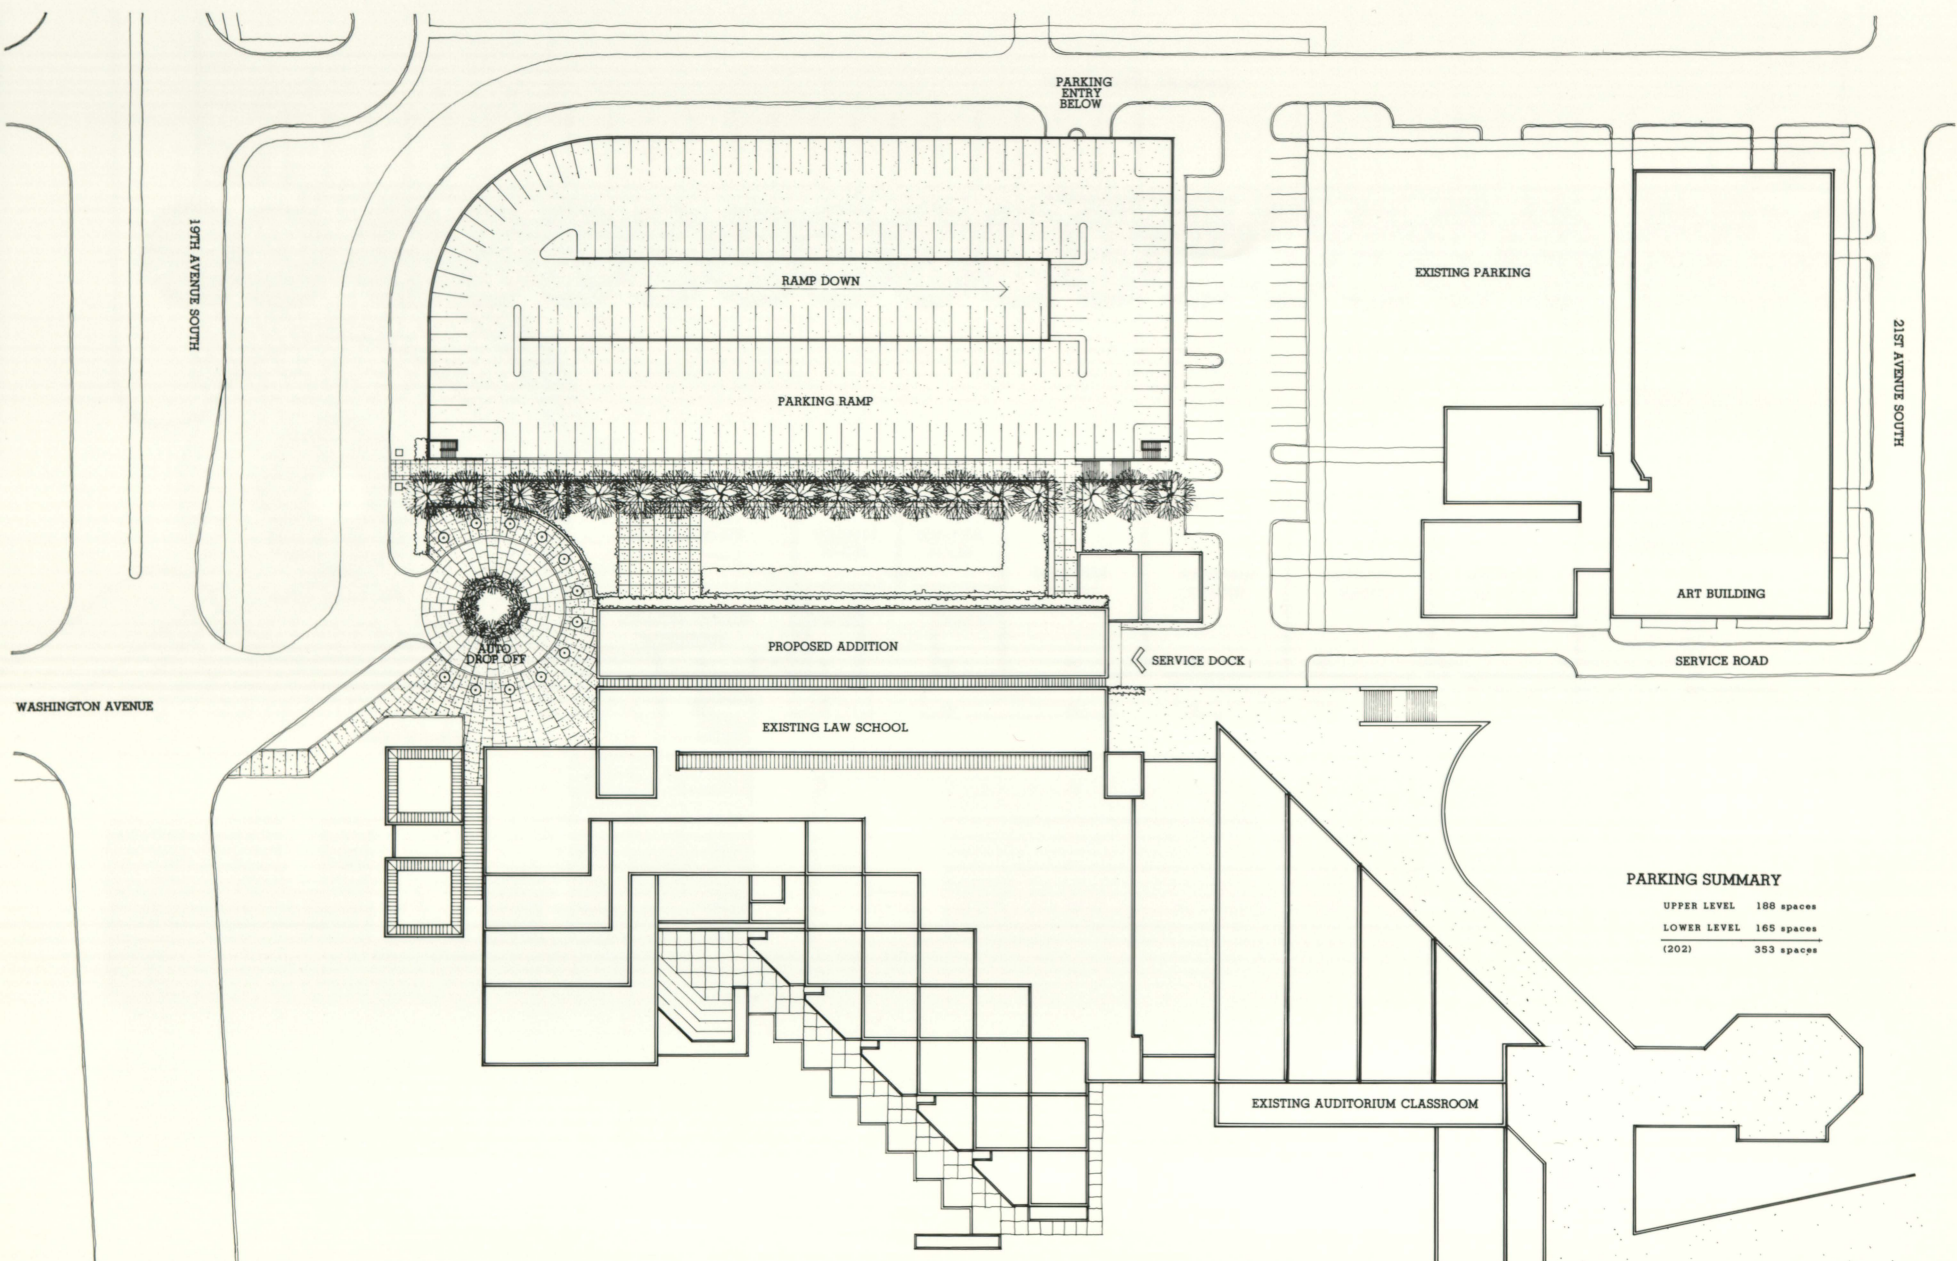 PARKING
ENTRY
BELOW
19TH AVENUE SOUTH
RAMP DOWN
EXISTING PARKING
21ST AVENUE SOUTH
PARKING RAMP
ART BUILDING
AUTO
DROP OFF
PROPOSED ADDITION
SERVICE DOCK
SERVICE ROAD
WASHINGTON AVENUE
EXISTING LAW SCHOOL
PARKING SUMMARY
UPPER LEVEL 188 spaces
LOWER LEVEL 165 spaces
(202) 353 spaces
EXISTING AUDITORIUM CLASSROOM